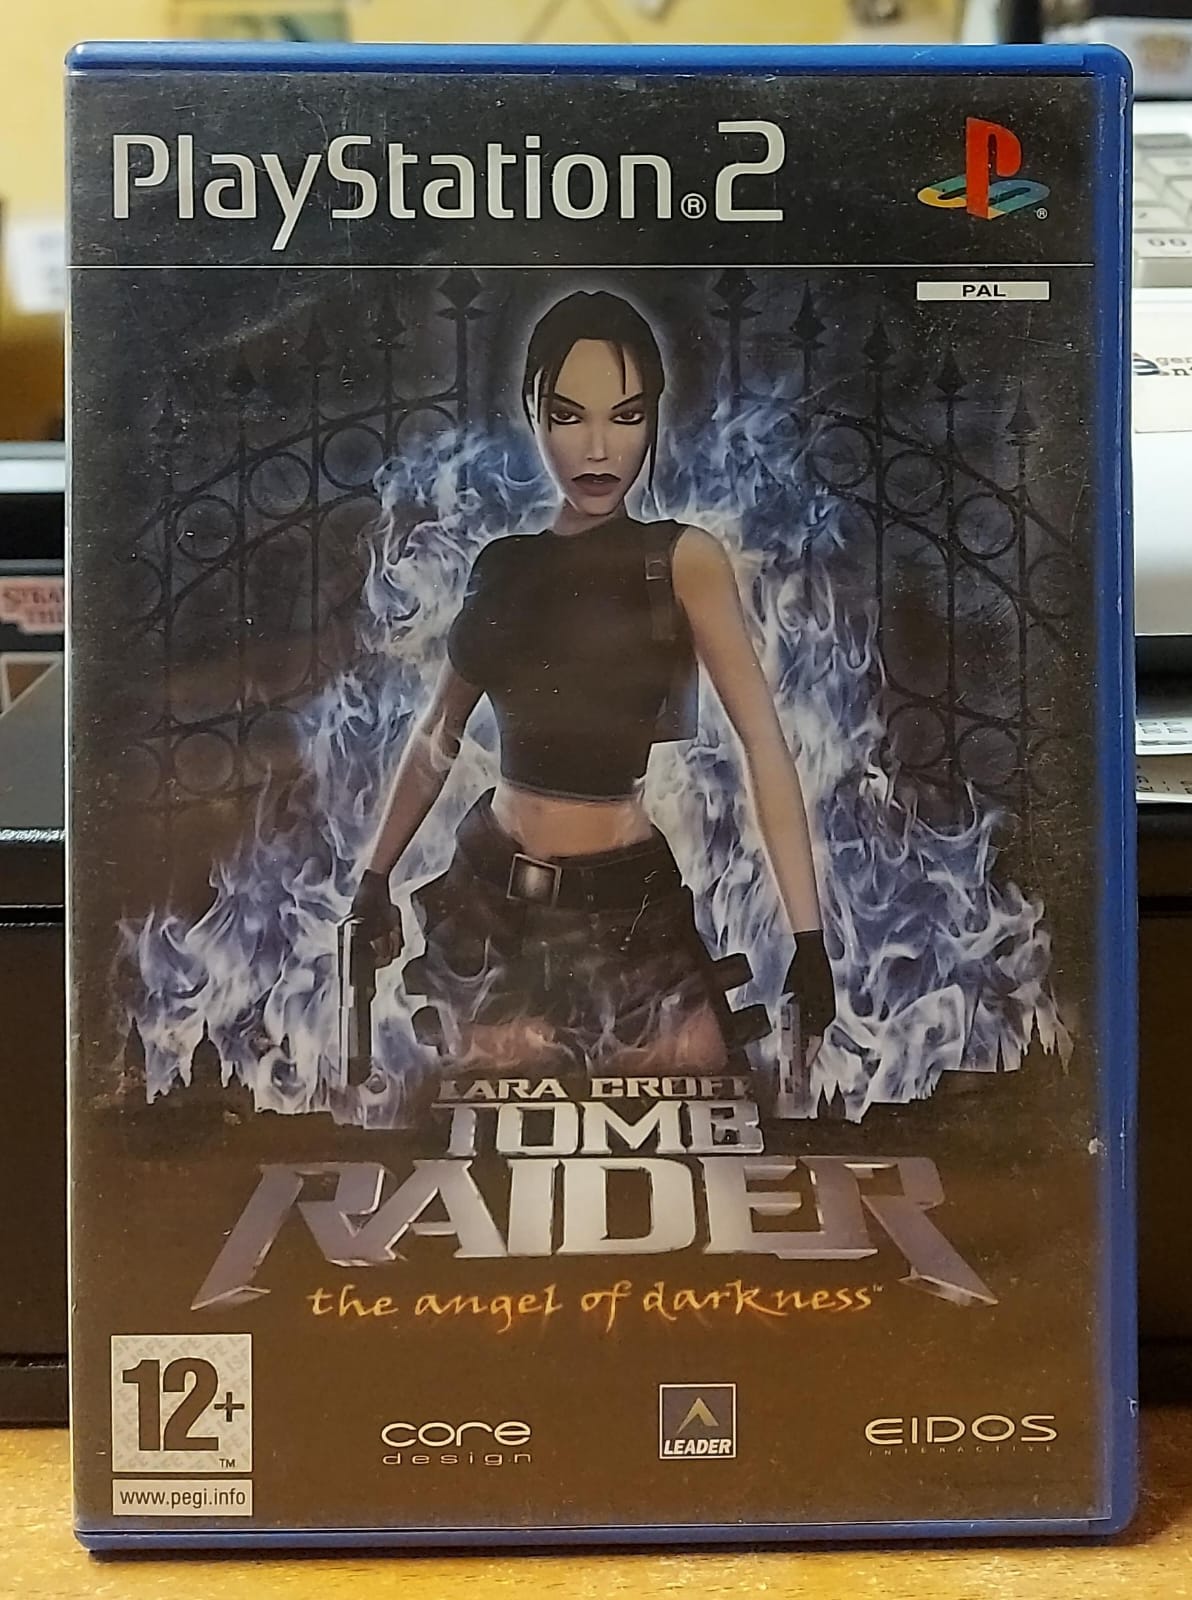 PlayStation®2
PAL
LARA CROFT
TOMB
RAIDER
the angel of darkness™
12+
™
www.pegi.info
core
design
LEADER
EIDOS
INTERACTIVE